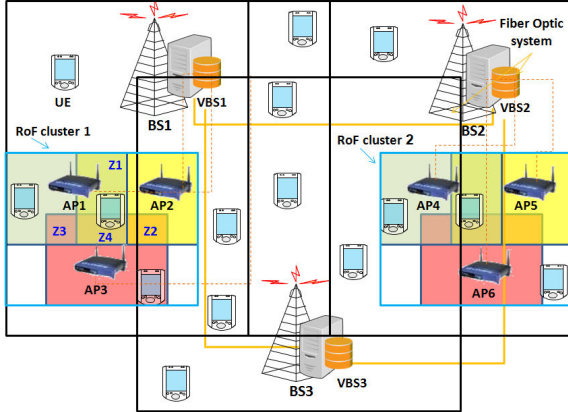 Fiber Optic
system
UE
VBS1
VBS2
BS1
BS2
RoF cluster 1
RoF cluster 2
Z1
AP1
AP2
AP4
AP5
Z3
Z4
Z2
AP3
AP6
BS3
VBS3